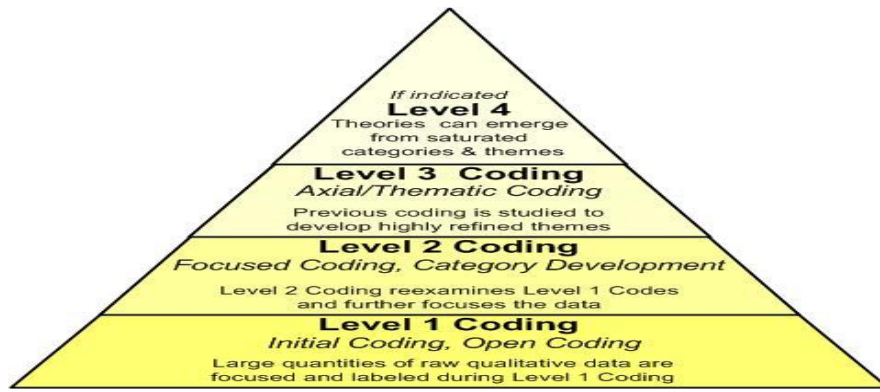 If indicated
Level 4
Theories can emerge
from saturated
categories & themes
Level 3 Coding
Axial/Thematic Coding
Previous coding is studied to
develop highly refined themes
Level 2 Coding
Focused Coding, Category Development
Level 2 Coding reexamines Level 1 Codes
and further focuses the data
Level 1 Coding
Initial Coding, Open Coding
Large quantities of raw qualitative data are
focused and labeled during Level 1 Coding